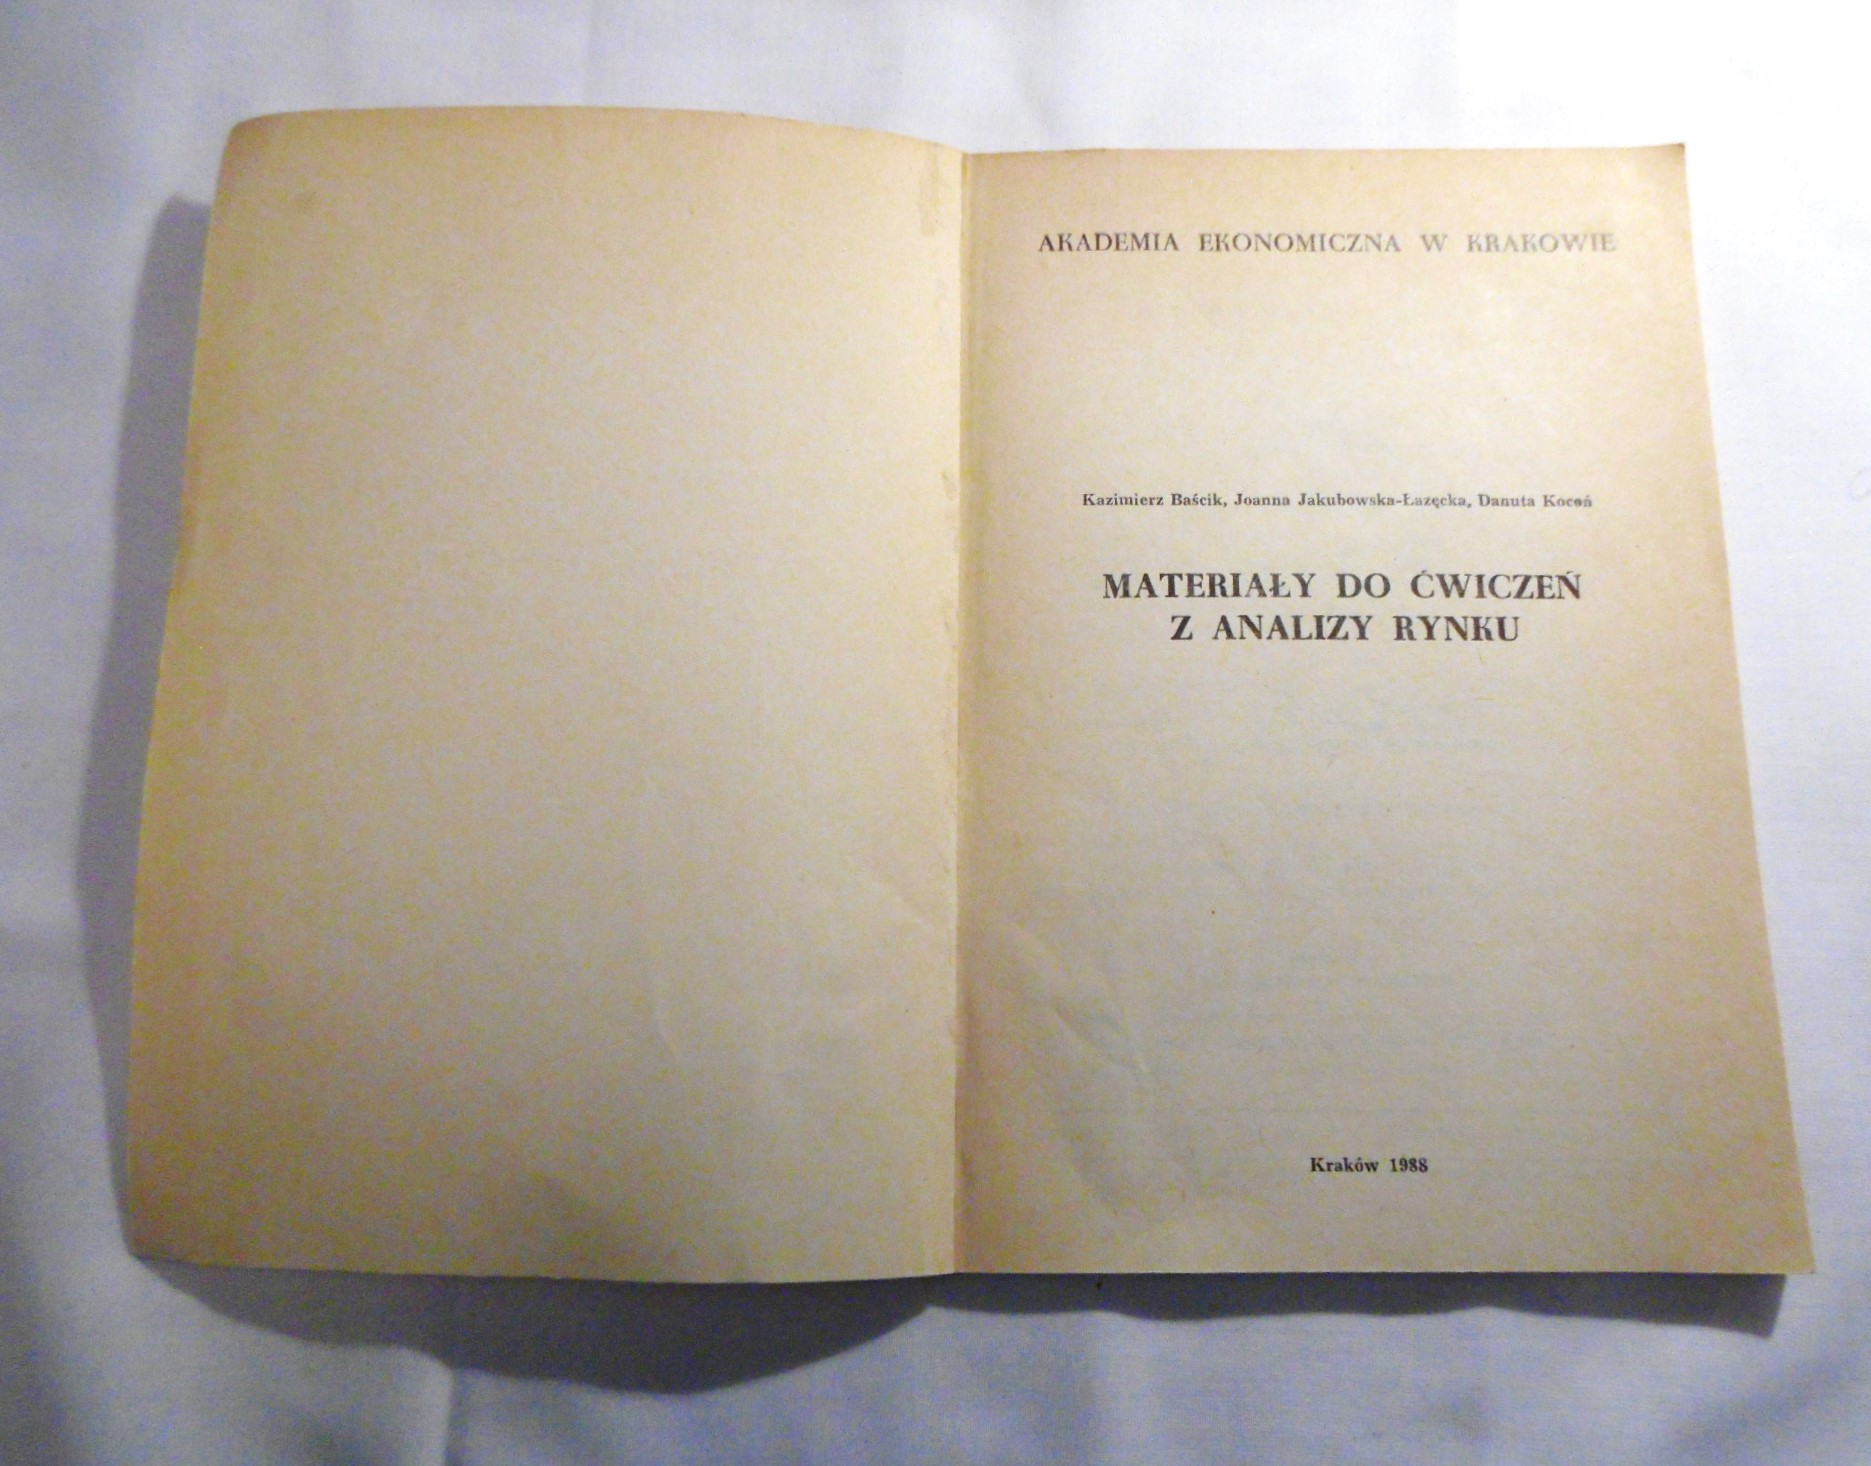 AKADEMIA EKONOMICZNA W KRAKOWIE
Kazimierz Baścik, Joanna Jakubowska-Łazęcka, Danuta Kocoń
MATERIAŁY DO ĆWICZEŃ
Z ANALIZY RYNKU
Kraków 1988